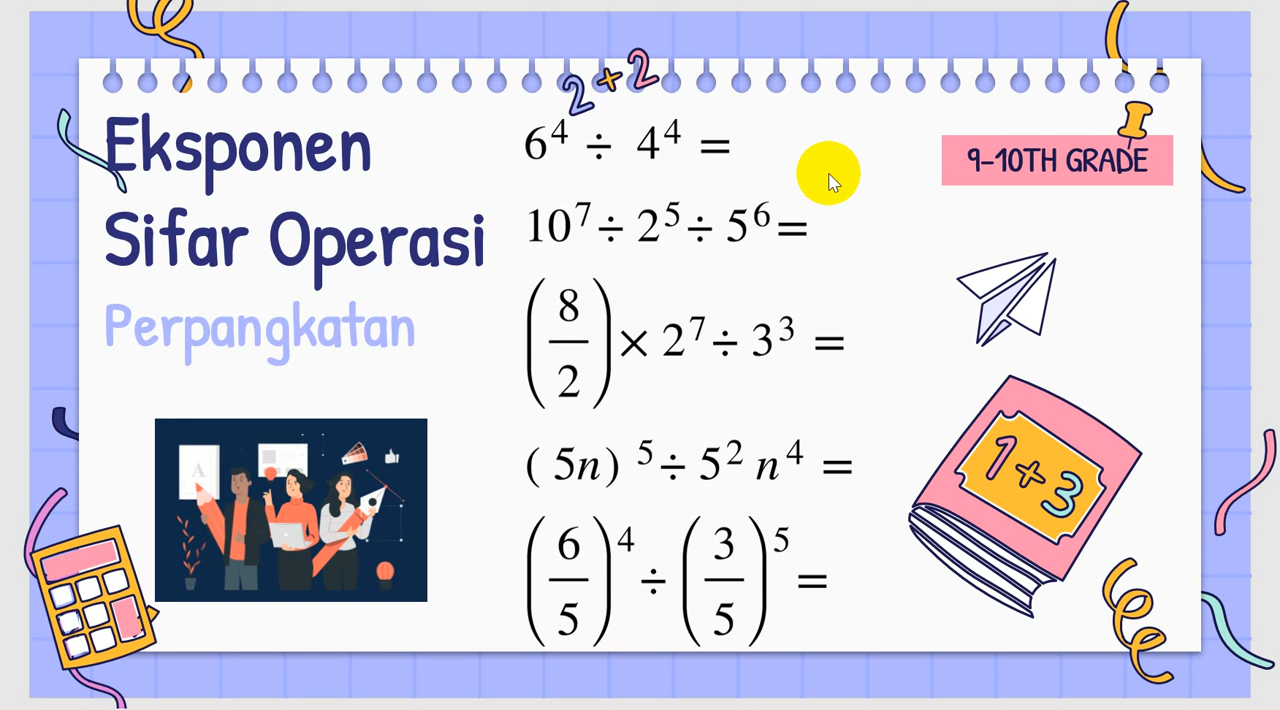 2+2
Eksponen
Sifar Operasi
Perpangkatan
6⁴ ÷ 4⁴ =
10⁷ ÷ 2⁵ ÷ 5⁶ =
(8/2) × 2⁷ ÷ 3³ =
( 5n) ⁵ ÷ 5² n⁴ =
(6/5)⁴ ÷ (3/5)⁵ =
9-10TH GRADE
1+3
A